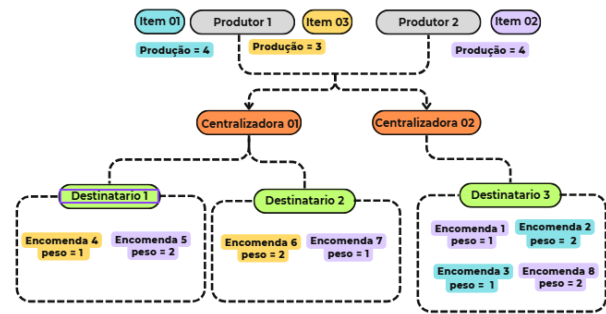 Item 01
Produtor 1
Item 03
Produtor 2
Item 02
Produção = 4
Produção = 3
Produção = 4
Centralizadora 01
Centralizadora 02
Destinatario 1
Destinatario 2
Destinatario 3
Encomenda 4
peso = 1
Encomenda 5
peso = 2
Encomenda 6
peso = 2
Encomenda 7
peso = 1
Encomenda 1
peso = 1
Encomenda 2
peso = 2
Encomenda 3
peso = 1
Encomenda 8
peso = 2